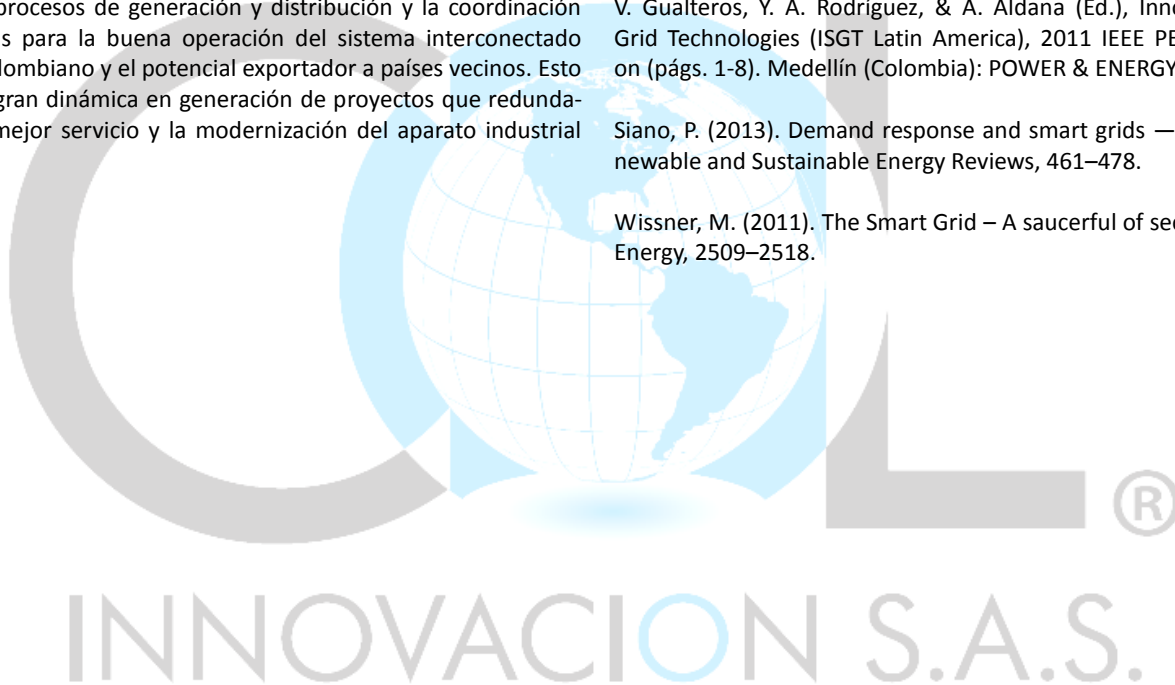 procesos de generación y distribución y la coordinación
s para la buena operación del sistema interconectado
lombiano y el potencial exportador a países vecinos. Esto
gran dinámica en generación de proyectos que redunda-
mejor servicio y la modernización del aparato industrial
V. Gualteros, Y. A. Rodriguez, & A. Aldana (Ed.), Inno
Grid Technologies (ISGT Latin America), 2011 IEEE PE
on (págs. 1-8). Medellín (Colombia): POWER & ENERGY
Siano, P. (2013). Demand response and smart grids —
newable and Sustainable Energy Reviews, 461–478.
Wissner, M. (2011). The Smart Grid – A saucerful of sec
Energy, 2509–2518.
COL ®
INNOVACION S.A.S.